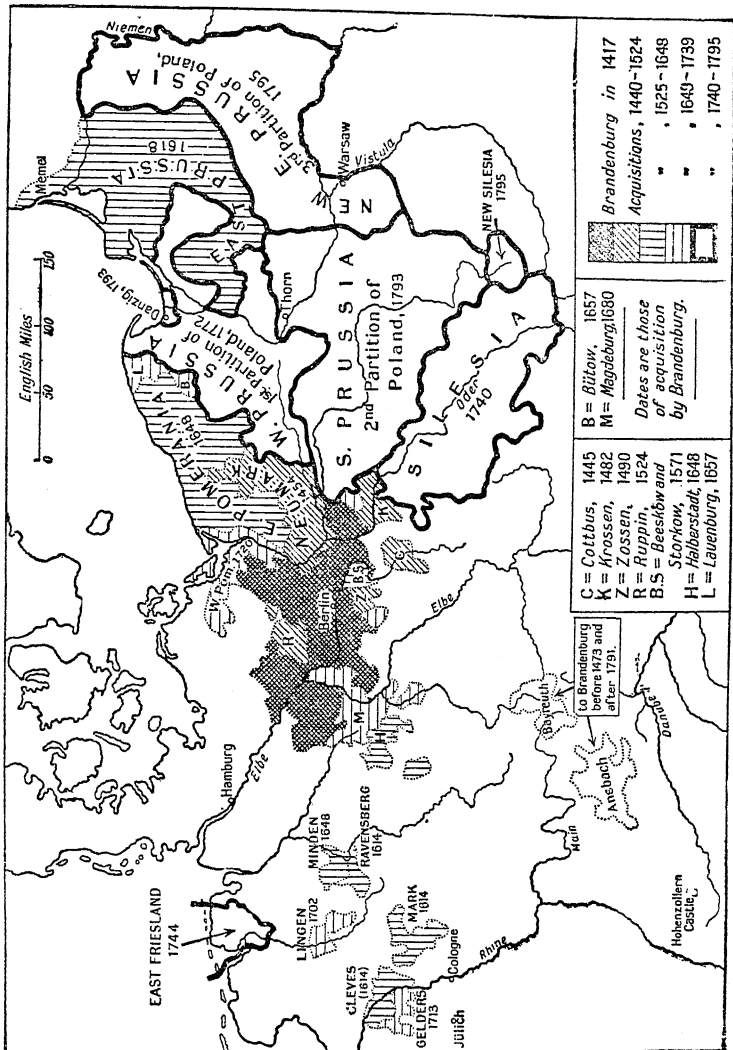 English Miles
0 50 100 150
Niemen
Memel
PRUSSIA
1618
EAST
E. PRUSSIA
3rd Partition of Poland,
1795
NEW
Warsaw
Vistula
NEW SILESIA
1795
Danzig, 1793
Thorn
W. PRUSSIA
1st Partition of
Poland, 1772
S. PRUSSIA
2nd Partition of
Poland, 1793
SILESIA
Oder
1740
L
B
E. POMERANIA
1648
NEUMARK
1454
W. Pom. 1720
Berlin
R
Z
B.S
C
K
K
M
H
Elbe
Hamburg
Elbe
EAST FRIESLAND
1744
LINGEN
1702
MINDEN
1648
RAVENSBERG
1614
MARK
1614
CLEVES
(1614)
GELDERS
1713
Jülich
Cologne
Rhine
Main
Bayreuth
Ansbach
to Brandenburg
before 1473 and
after 1791.
Danube
Hohenzollern
Castle
C = Cottbus, 1445
K = Krossen, 1482
Z = Zossen, 1490
R = Ruppin, 1524
B.S = Beeskow and
Storkow, 1571
H = Halberstadt, 1648
L = Lauenburg, 1657
B = Bütow, 1657
M = Magdeburg, 1680
Dates are those
of acquisition
by Brandenburg.
Brandenburg in 1417
Acquisitions, 1440-1524
" , 1525-1648
" , 1649-1739
" , 1740-1795